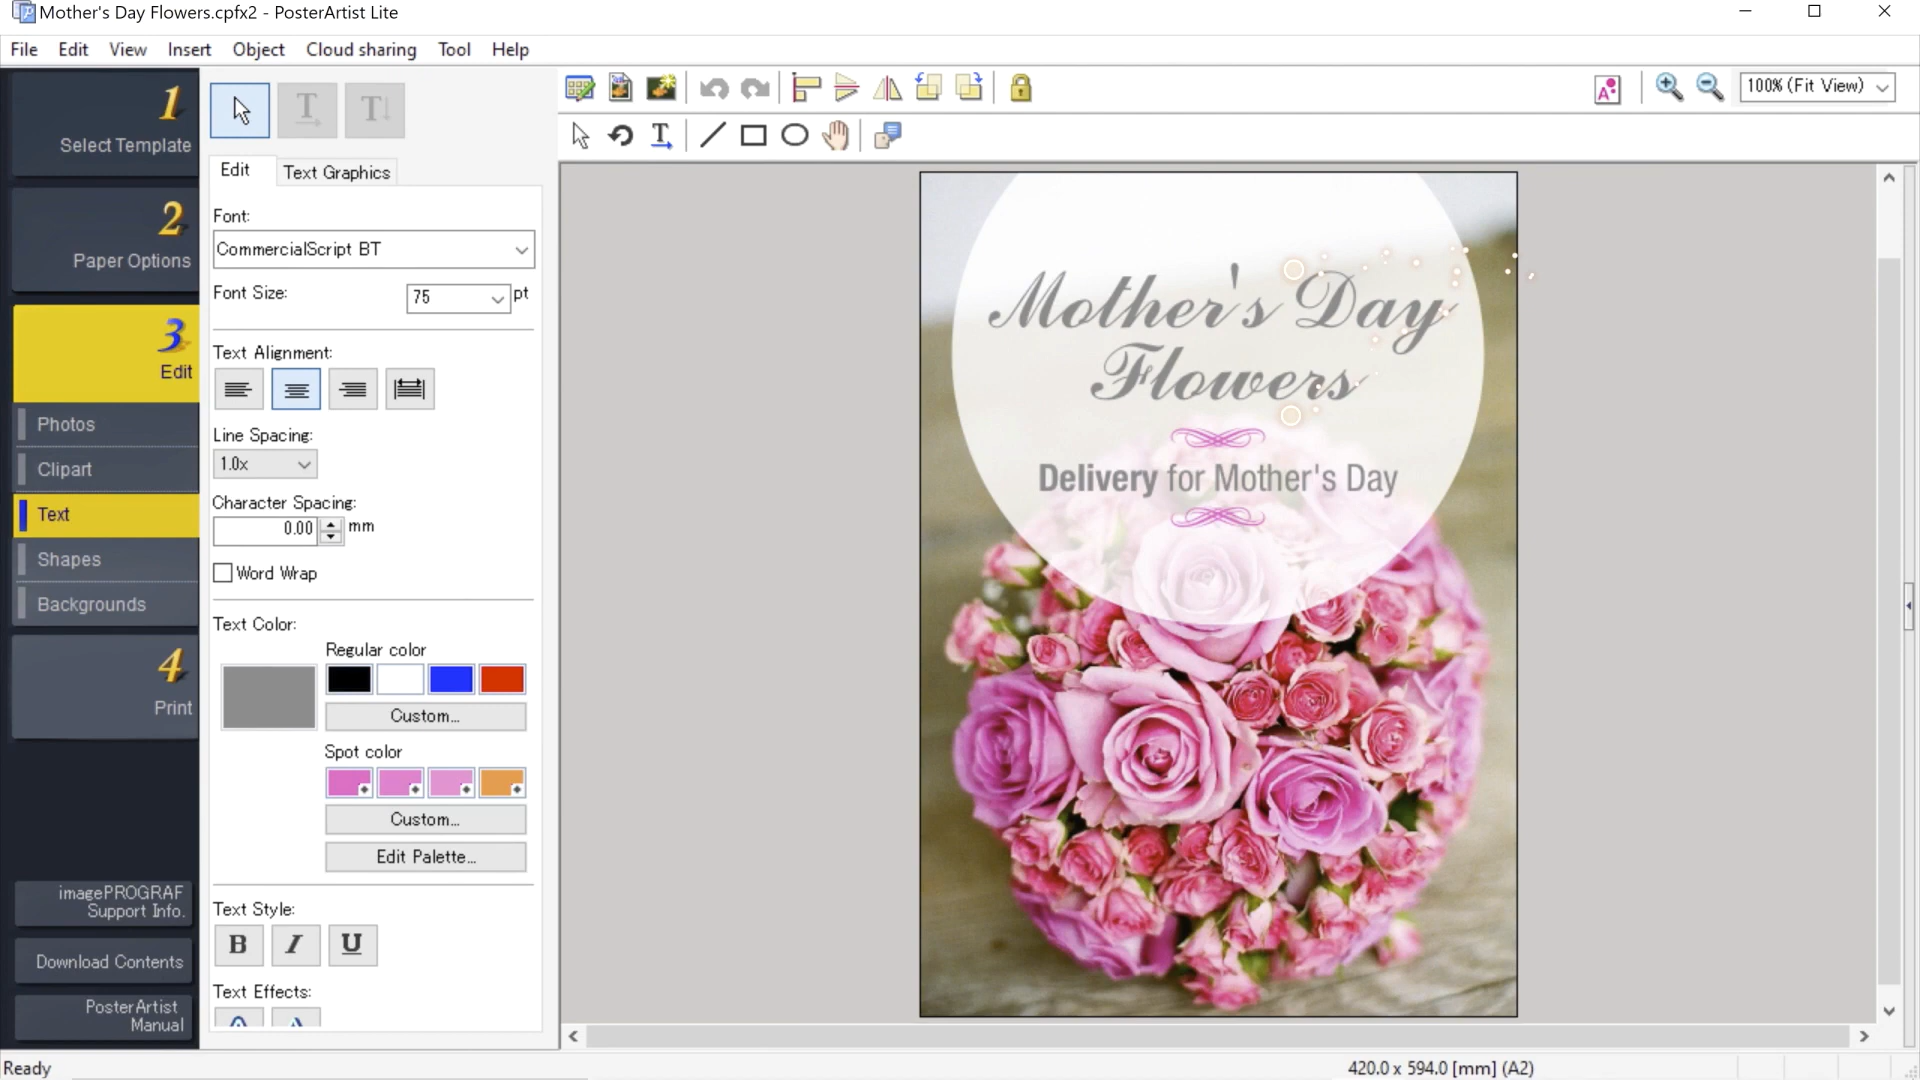 Mother's Day Flowers.cpfx2 - PosterArtist Lite
File Edit View Insert Object Cloud sharing Tool Help
1
Select Template
2
Paper Options
3
Edit
Photos
Clipart
Text
Shapes
Backgrounds
4
Print
imagePROGRAF
Support Info.
Download Contents
PosterArtist
Manual
Edit Text Graphics
Font:
CommercialScript BT
Font Size: 75 pt
Text Alignment:
Line Spacing:
1.0x
Character Spacing:
0.00 mm
Word Wrap
Text Color:
Regular color
Custom...
Spot color
Custom...
Edit Palette...
Text Style:
B I U
Text Effects:
100% (Fit View)
Mother's Day
Flowers
Delivery for Mother's Day
Ready
420.0 x 594.0 [mm] (A2)